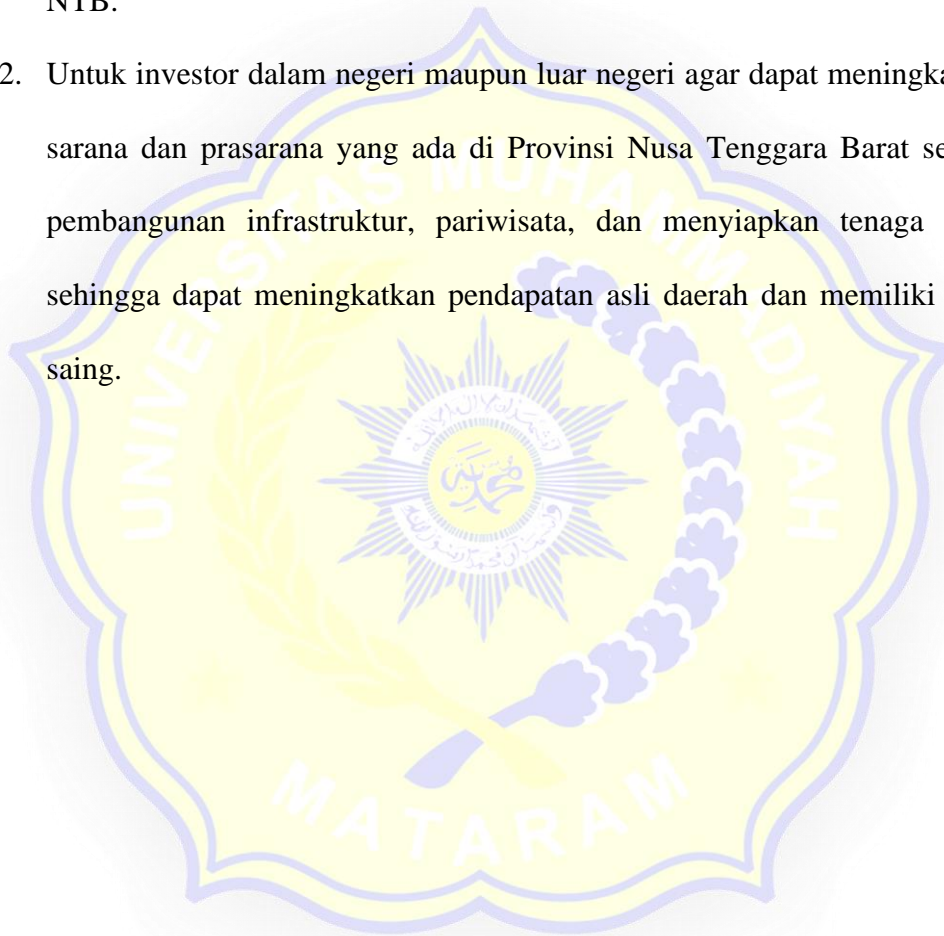 NTB.
2. Untuk investor dalam negeri maupun luar negeri agar dapat meningka
sarana dan prasarana yang ada di Provinsi Nusa Tenggara Barat se
pembangunan infrastruktur, pariwisata, dan menyiapkan tenaga
sehingga dapat meningkatkan pendapatan asli daerah dan memiliki
saing.
UNIVERSITAS MUHAMMADIYAH
MATARAM